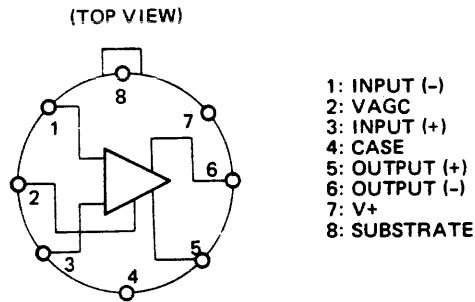 (TOP VIEW)
8
1
7
2
6
3
5
4
1: INPUT (-)
2: VAGC
3: INPUT (+)
4: CASE
5: OUTPUT (+)
6: OUTPUT (-)
7: V+
8: SUBSTRATE